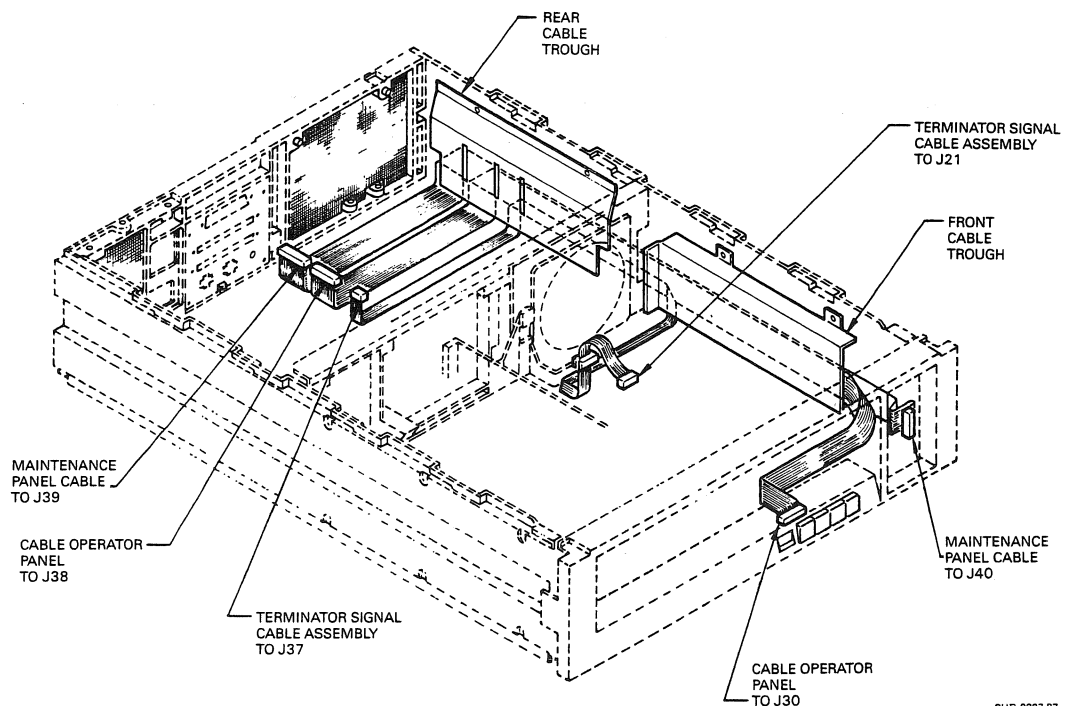 REAR
CABLE
TROUGH
TERMINATOR SIGNAL
CABLE ASSEMBLY
TO J21
FRONT
CABLE
TROUGH
MAINTENANCE
PANEL CABLE
TO J39
CABLE OPERATOR
PANEL
TO J38
TERMINATOR SIGNAL
CABLE ASSEMBLY
TO J37
MAINTENANCE
PANEL CABLE
TO J40
CABLE OPERATOR
PANEL
TO J30